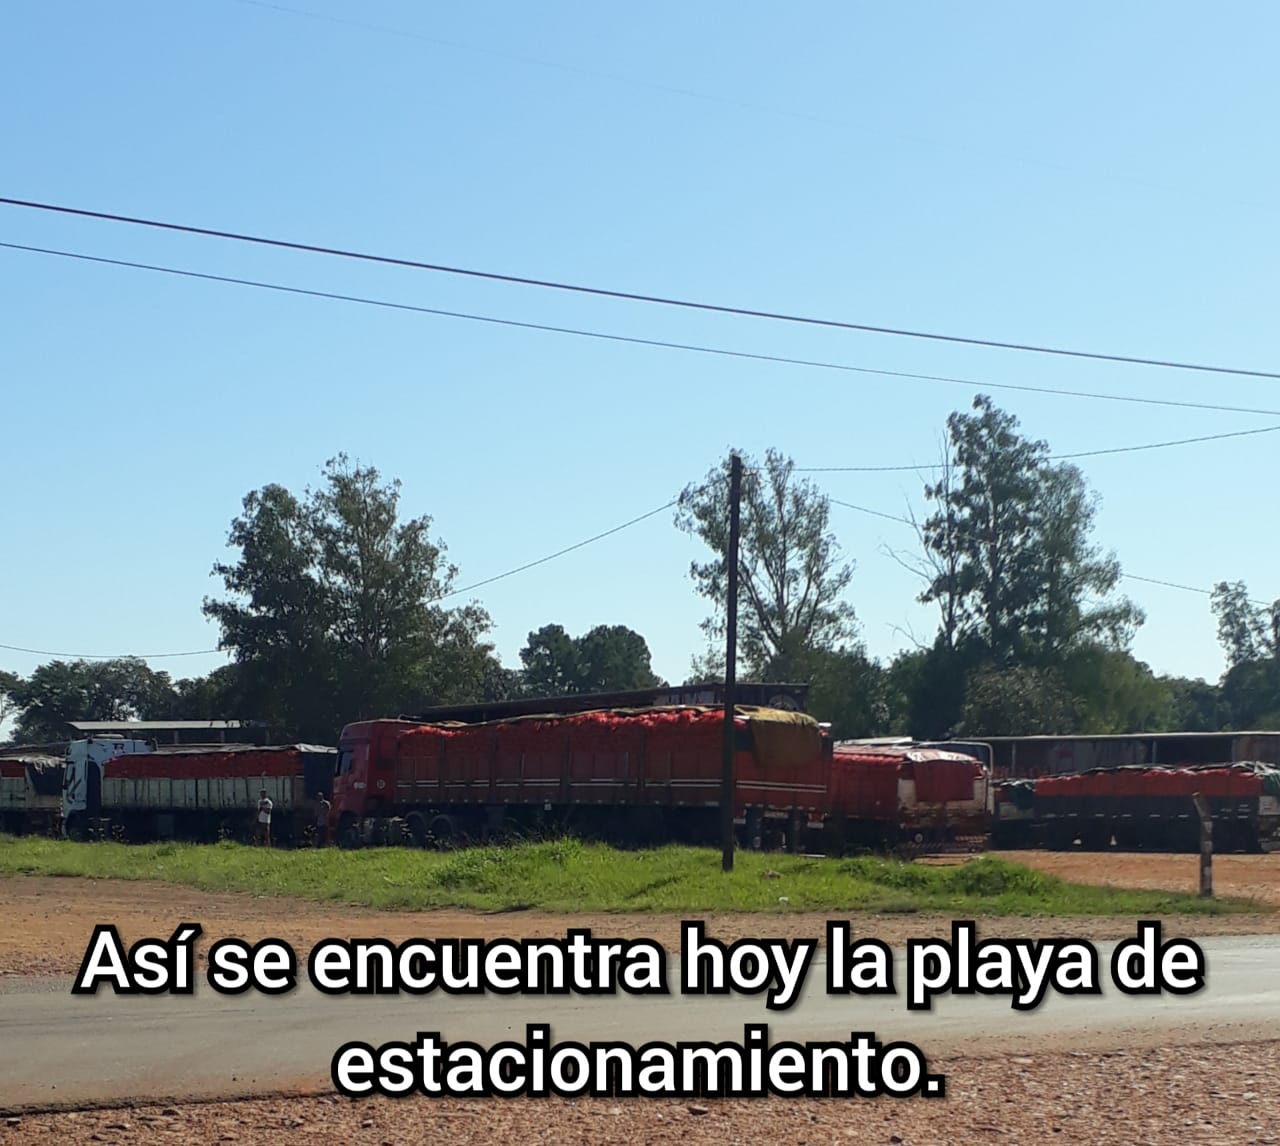 Así se encuentra hoy la playa de
estacionamiento.